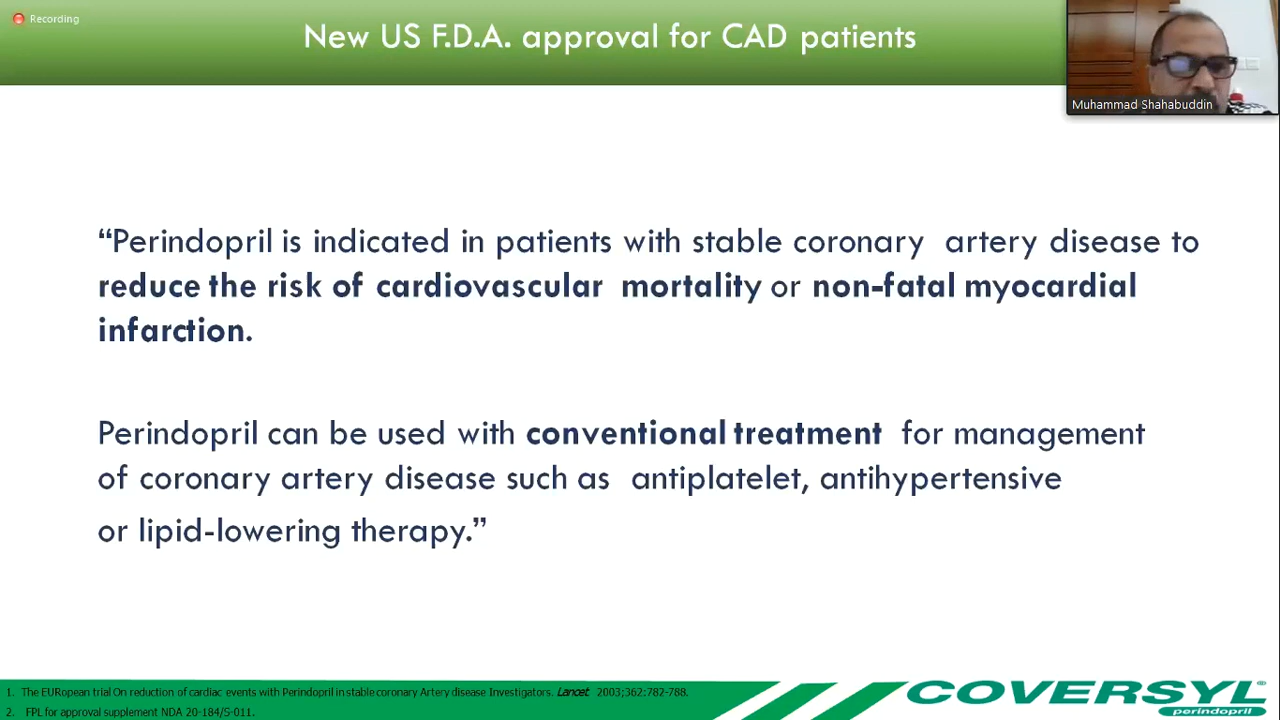 Recording
New US F.D.A. approval for CAD patients
Muhammad Shahabuddin
“Perindopril is indicated in patients with stable coronary artery disease to
reduce the risk of cardiovascular mortality or non-fatal myocardial
infarction.
Perindopril can be used with conventional treatment for management
of coronary artery disease such as antiplatelet, antihypertensive
or lipid-lowering therapy.”
1. The EURopean trial On reduction of cardiac events with Perindopril in stable coronary Artery disease Investigators. Lancet 2003;362:782-788.
2. FPL for approval supplement NDA 20-184/S-011.
COVERSYL®
perindopril